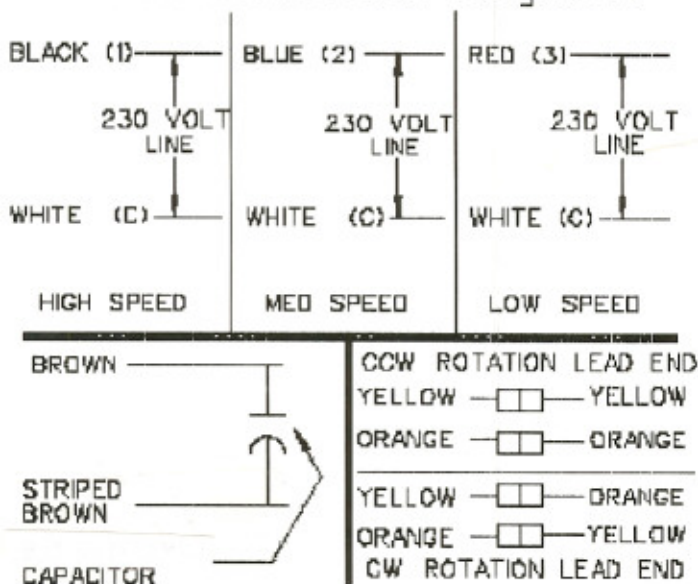 BLACK (1)
230 VOLT
LINE
WHITE (C)
HIGH SPEED
BLUE (2)
230 VOLT
LINE
WHITE (C)
MED SPEED
RED (3)
230 VOLT
LINE
WHITE (C)
LOW SPEED
BROWN
STRIPED
BROWN
CAPACITOR
CCW ROTATION LEAD END
YELLOW YELLOW
ORANGE ORANGE
YELLOW ORANGE
ORANGE YELLOW
CW ROTATION LEAD END